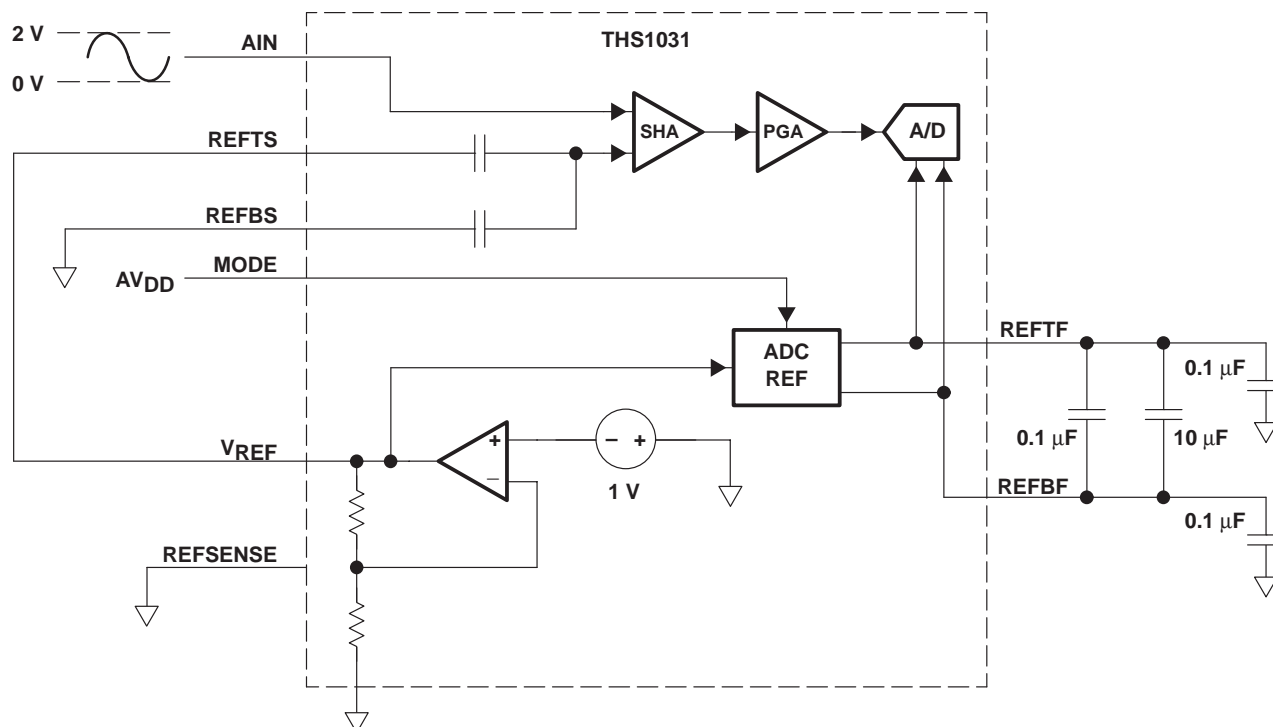 2 V
AIN
THS1031
0 V
SHA
PGA
A/D
REFTS
REFBS
MODE
AVDD
ADC
REF
REFTF
0.1 μF
0.1 μF
10 μF
VREF
+
−
− +
1 V
REFBF
0.1 μF
REFSENSE